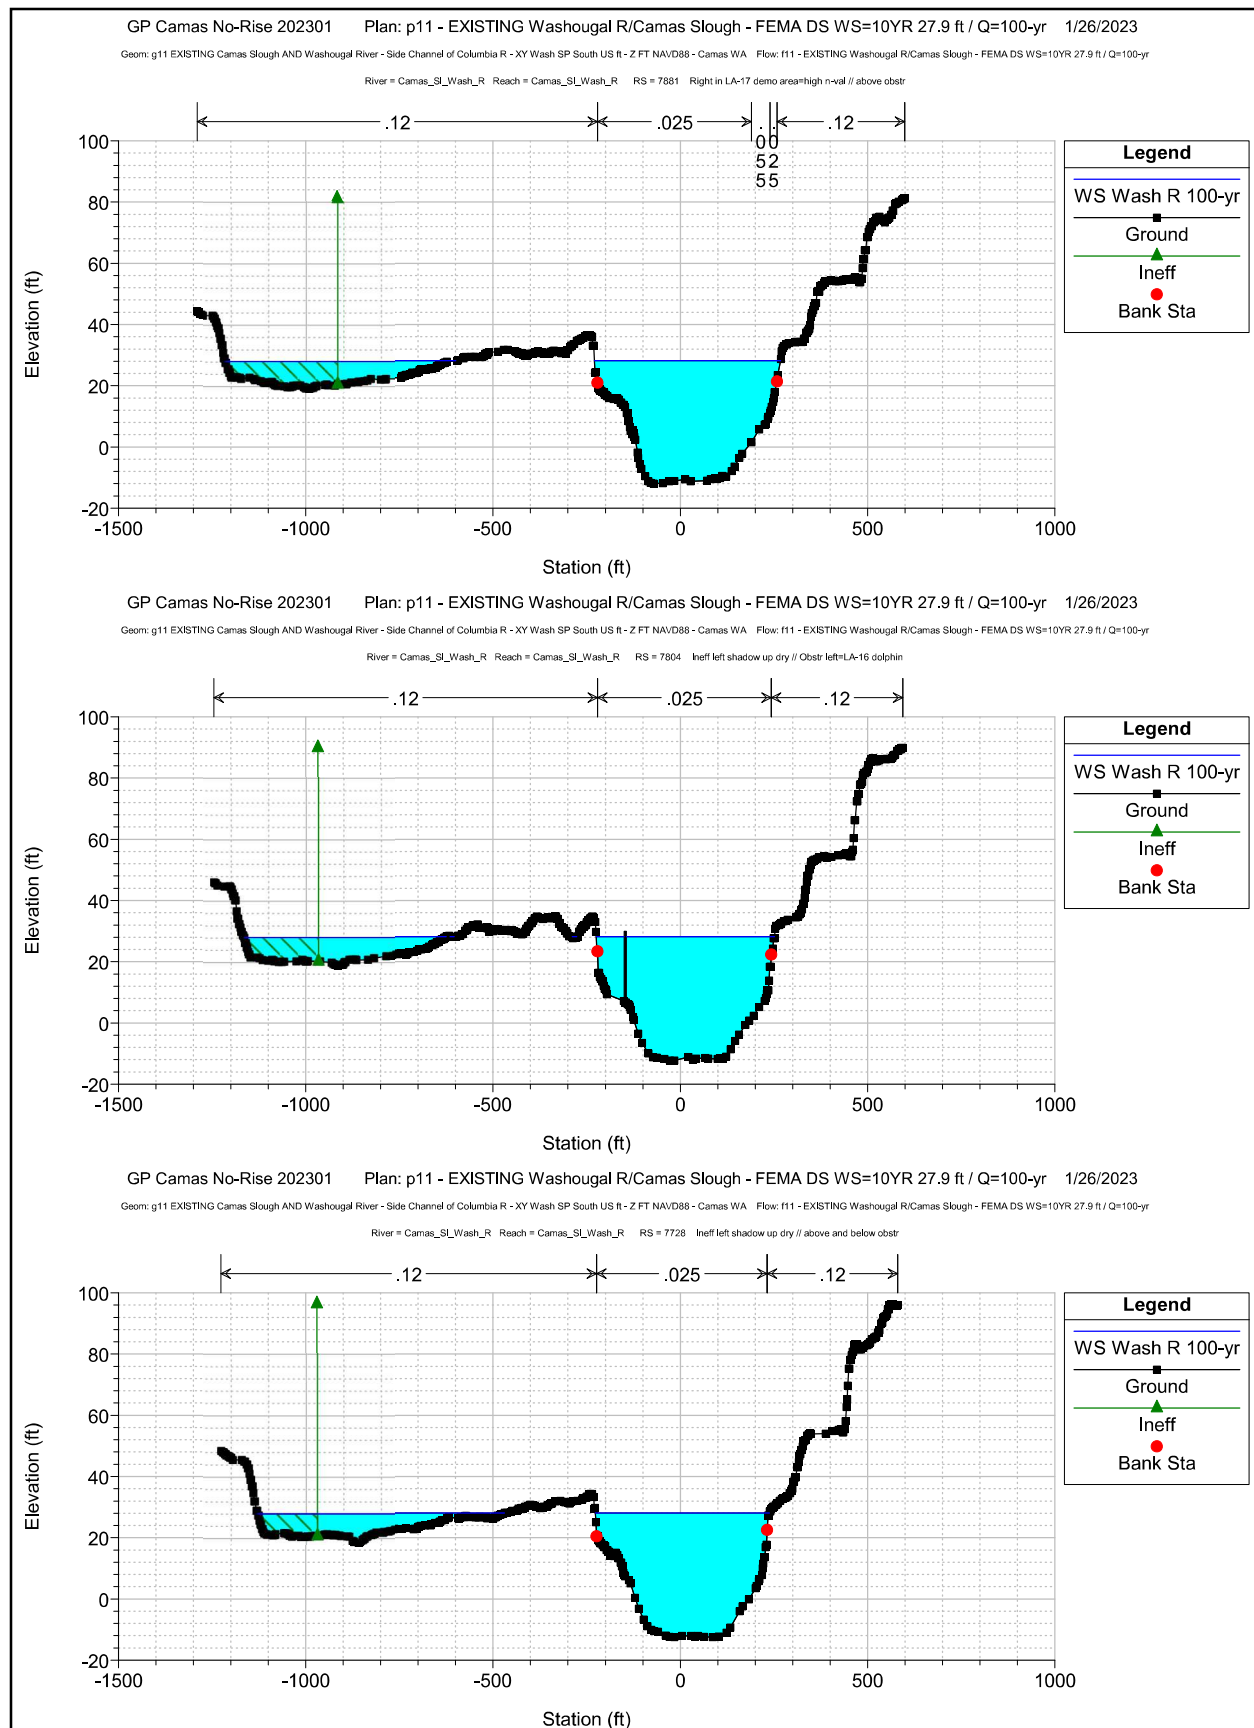 GP Camas No-Rise 202301 Plan: p11 - EXISTING Washougal R/Camas Slough - FEMA DS WS=10YR 27.9 ft / Q=100-yr 1/26/2023
Geom: g11 EXISTING Camas Slough AND Washougal River - Side Channel of Columbia R - XY Wash SP South US ft - Z FT NAVD88 - Camas WA Flow: f11 - EXISTING Washougal R/Camas Slough - FEMA DS WS=10YR 27.9 ft / Q=100-yr
River = Camas_Sl_Wash_R Reach = Camas_Sl_Wash_R RS = 7881 Right in LA-17 demo area=high n-val // above obstr
.12 .025 . . .12
0 0
5 2
5 5
100
80
60
40
20
0
-20
Elevation (ft)
-1500 -1000 -500 0 500 1000
Station (ft)
Legend
WS Wash R 100-yr
Ground
Ineff
Bank Sta
GP Camas No-Rise 202301 Plan: p11 - EXISTING Washougal R/Camas Slough - FEMA DS WS=10YR 27.9 ft / Q=100-yr 1/26/2023
Geom: g11 EXISTING Camas Slough AND Washougal River - Side Channel of Columbia R - XY Wash SP South US ft - Z FT NAVD88 - Camas WA Flow: f11 - EXISTING Washougal R/Camas Slough - FEMA DS WS=10YR 27.9 ft / Q=100-yr
River = Camas_Sl_Wash_R Reach = Camas_Sl_Wash_R RS = 7804 Ineff left shadow up dry // Obstr left=LA-16 dolphin
.12 .025 .12
100
80
60
40
20
0
-20
Elevation (ft)
-1500 -1000 -500 0 500 1000
Station (ft)
Legend
WS Wash R 100-yr
Ground
Ineff
Bank Sta
GP Camas No-Rise 202301 Plan: p11 - EXISTING Washougal R/Camas Slough - FEMA DS WS=10YR 27.9 ft / Q=100-yr 1/26/2023
Geom: g11 EXISTING Camas Slough AND Washougal River - Side Channel of Columbia R - XY Wash SP South US ft - Z FT NAVD88 - Camas WA Flow: f11 - EXISTING Washougal R/Camas Slough - FEMA DS WS=10YR 27.9 ft / Q=100-yr
River = Camas_Sl_Wash_R Reach = Camas_Sl_Wash_R RS = 7728 Ineff left shadow up dry // above and below obstr
.12 .025 .12
100
80
60
40
20
0
-20
Elevation (ft)
-1500 -1000 -500 0 500 1000
Station (ft)
Legend
WS Wash R 100-yr
Ground
Ineff
Bank Sta